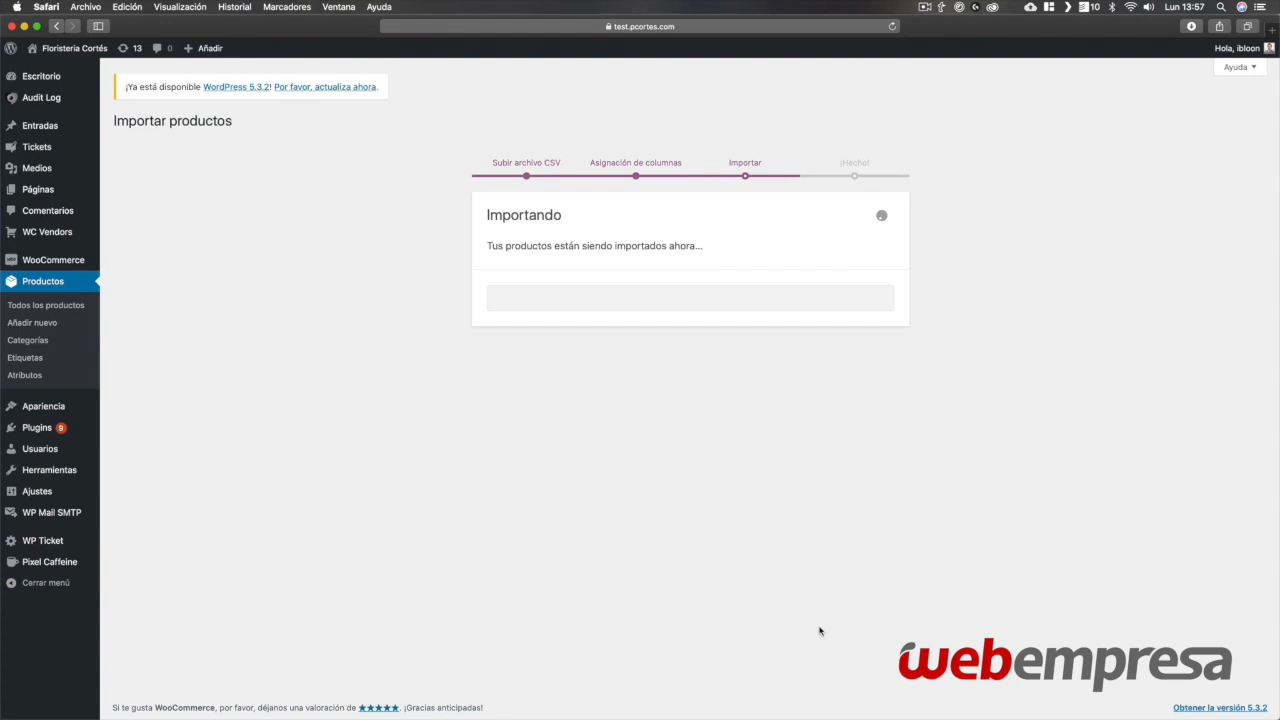 Safari Archivo Edición Visualización Historial Marcadores Ventana Ayuda
Lun 13:57
test.pcortes.com
Floristeria Cortés 13 0 Añadir
Hola, ibloon
Ayuda
Escritorio
Audit Log
Entradas
Tickets
Medios
Páginas
Comentarios
WC Vendors
WooCommerce
Productos
Todos los productos
Añadir nuevo
Categorías
Etiquetas
Atributos
Apariencia
Plugins 9
Usuarios
Herramientas
Ajustes
WP Mail SMTP
WP Ticket
Pixel Caffeine
Cerrar menú
¡Ya está disponible WordPress 5.3.2! Por favor, actualiza ahora.
Importar productos
Subir archivo CSV Asignación de columnas Importar ¡Hecho!
Importando
Tus productos están siendo importados ahora...
webempresa
Si te gusta WooCommerce, por favor, déjanos una valoración de ★★★★★. ¡Gracias anticipadas!
Obtener la versión 5.3.2